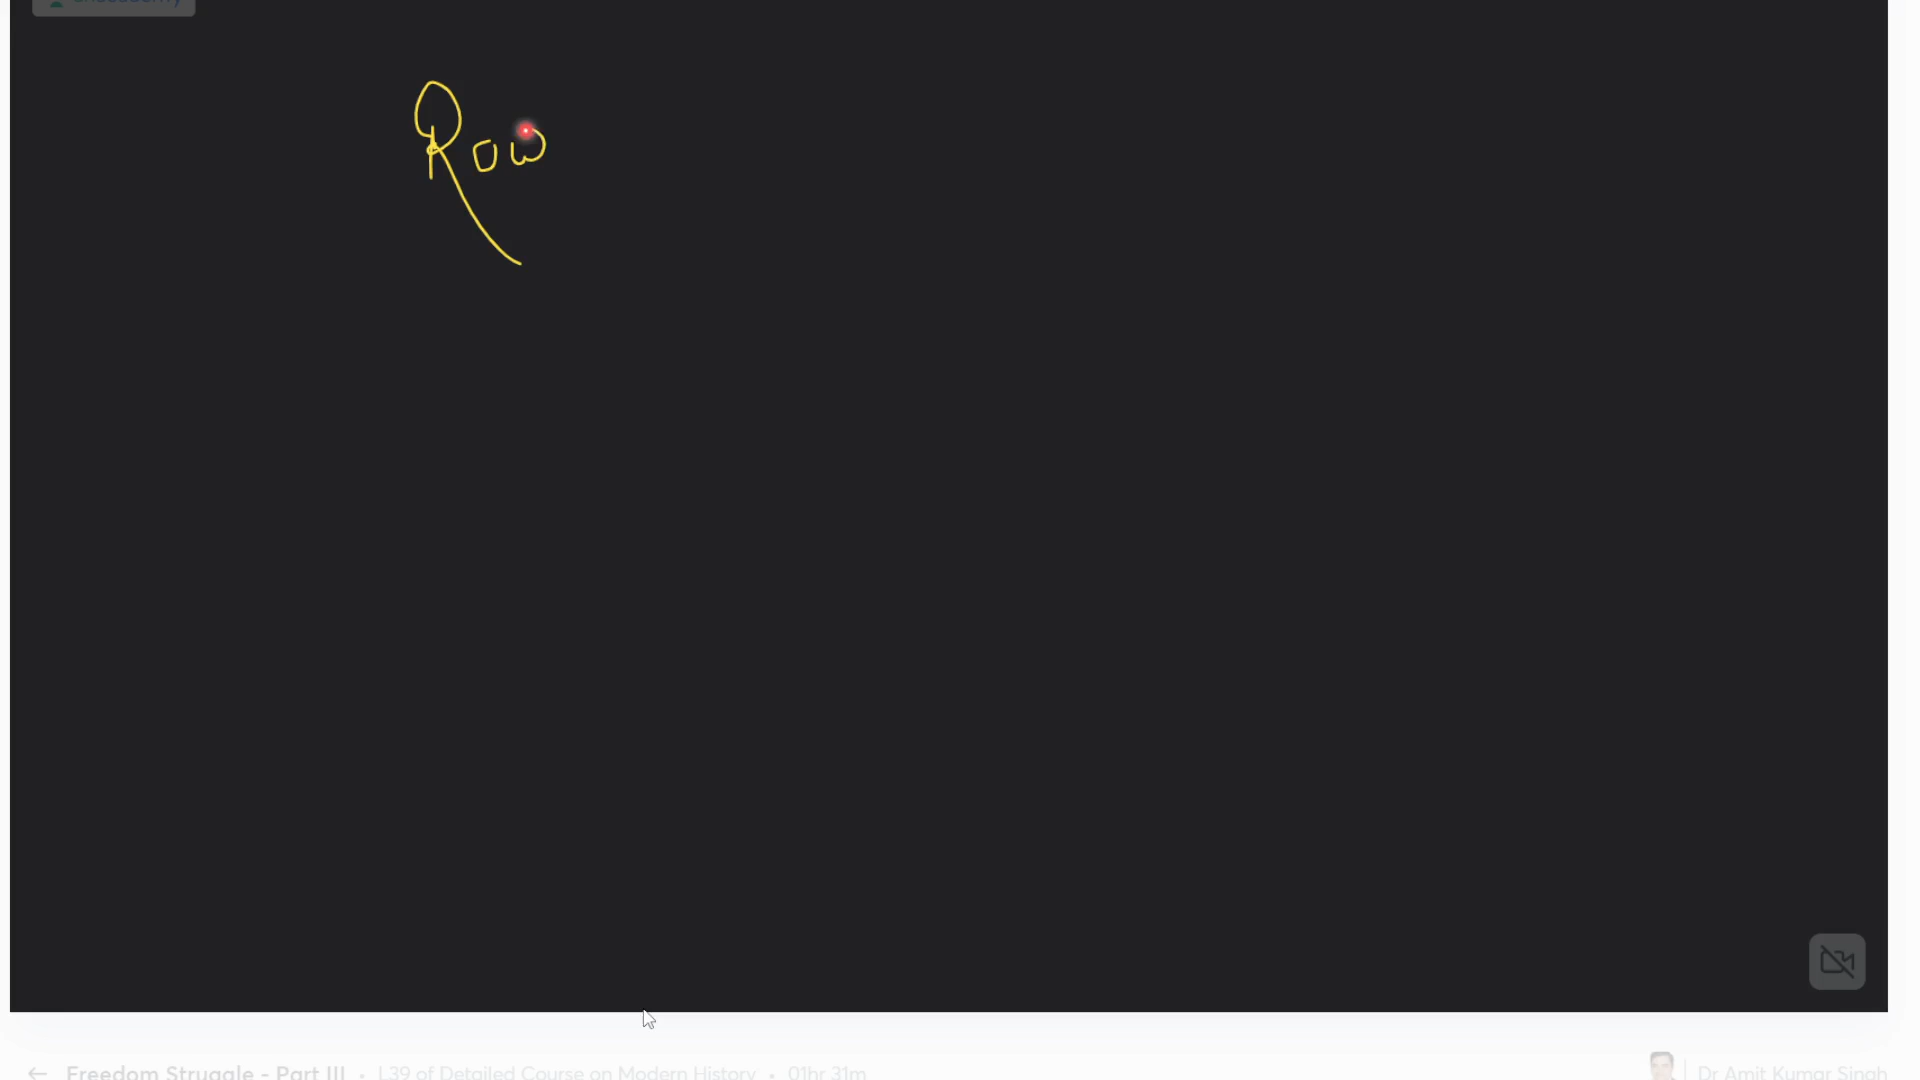 Row
← Freedom Struggle - Part III • L39 of Detailed Course on Modern History • 01hr 31m
Dr Amit Kumar Singh